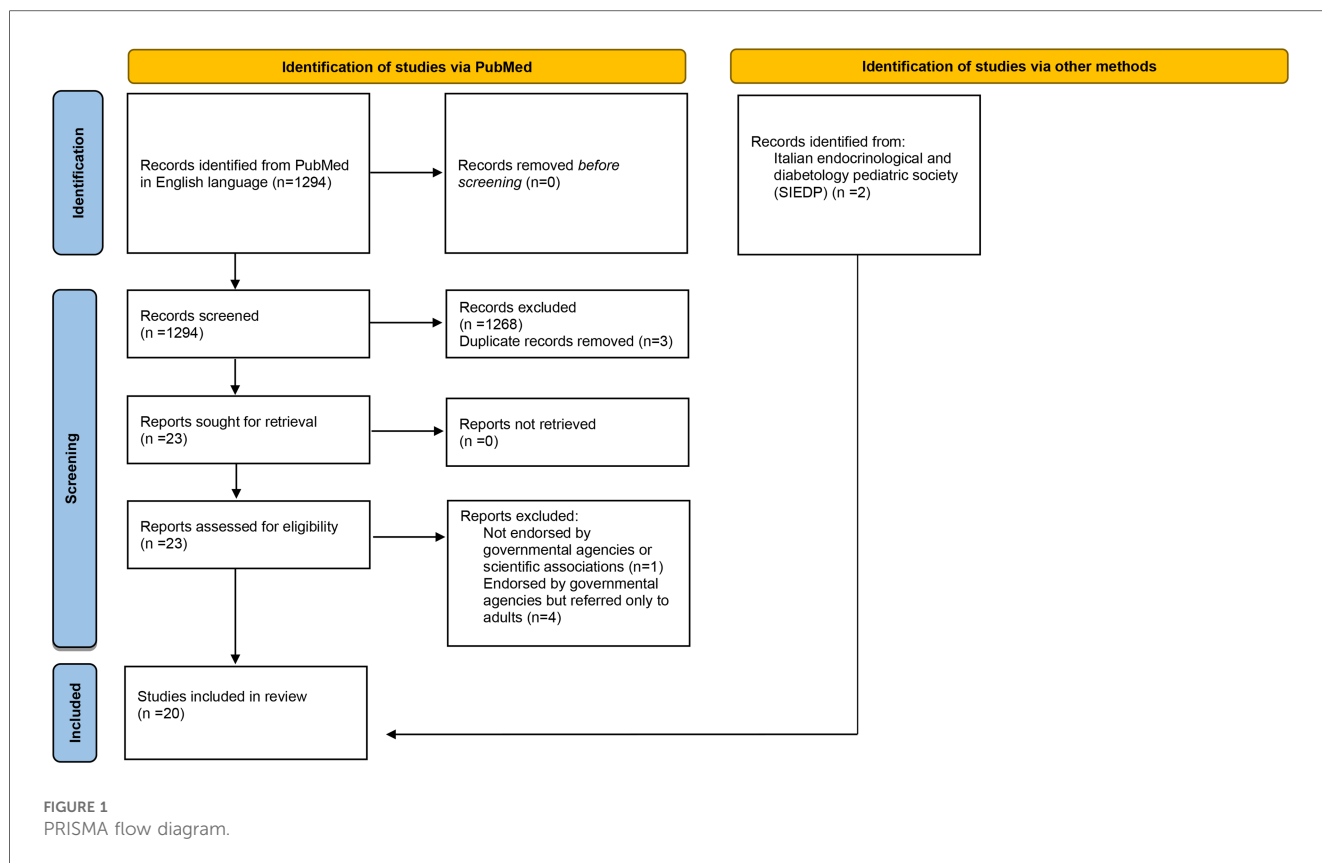 Identification of studies via PubMed
Identification of studies via other methods
Identification
Records identified from PubMed
in English language (n=1294)
Records removed before
screening (n=0)
Records identified from:
Italian endocrinological and
diabetology pediatric society
(SIEDP) (n =2)
Screening
Records screened
(n =1294)
Records excluded
(n =1268)
Duplicate records removed (n=3)
Reports sought for retrieval
(n =23)
Reports not retrieved
(n =0)
Reports assessed for eligibility
(n =23)
Reports excluded:
Not endorsed by
governmental agencies or
scientific associations (n=1)
Endorsed by governmental
agencies but referred only to
adults (n=4)
Included
Studies included in review
(n =20)
FIGURE 1
PRISMA flow diagram.